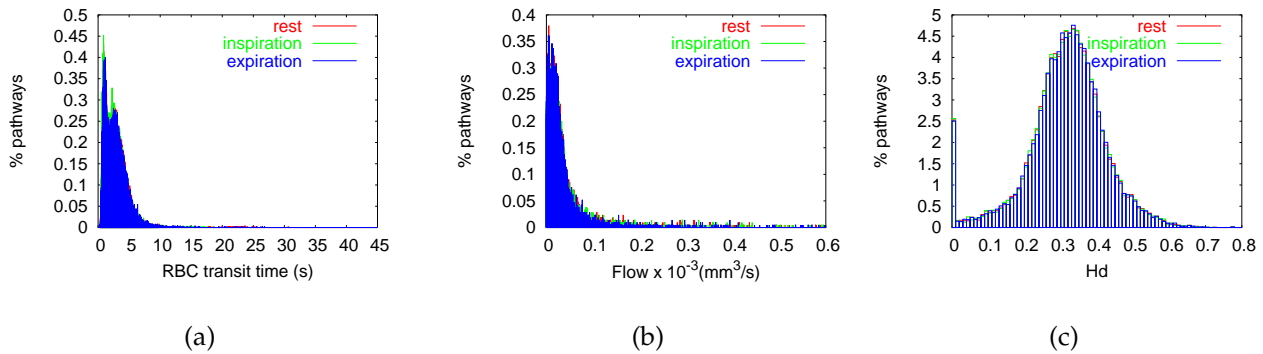 % pathways
0.5
0.45
0.4
0.35
0.3
0.25
0.2
0.15
0.1
0.05
0
rest
inspiration
expiration
0 5 10 15 20 25 30 35 40 45
RBC transit time (s)
(a)
% pathways
0.4
0.35
0.3
0.25
0.2
0.15
0.1
0.05
0
rest
inspiration
expiration
0 0.1 0.2 0.3 0.4 0.5 0.6
Flow x 10⁻³(mm³/s)
(b)
% pathways
5
4.5
4
3.5
3
2.5
2
1.5
1
0.5
0
rest
inspiration
expiration
0 0.1 0.2 0.3 0.4 0.5 0.6 0.7 0.8
Hd
(c)